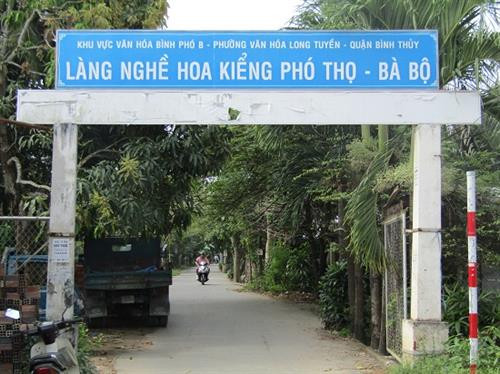 KHU VỰC VĂN HÓA BÌNH PHÓ B - PHƯỜNG VĂN HÓA LONG TUYỀN - QUẬN BÌNH THỦY
LÀNG NGHỀ HOA KIỂNG PHÓ THỌ - BÀ BỘ